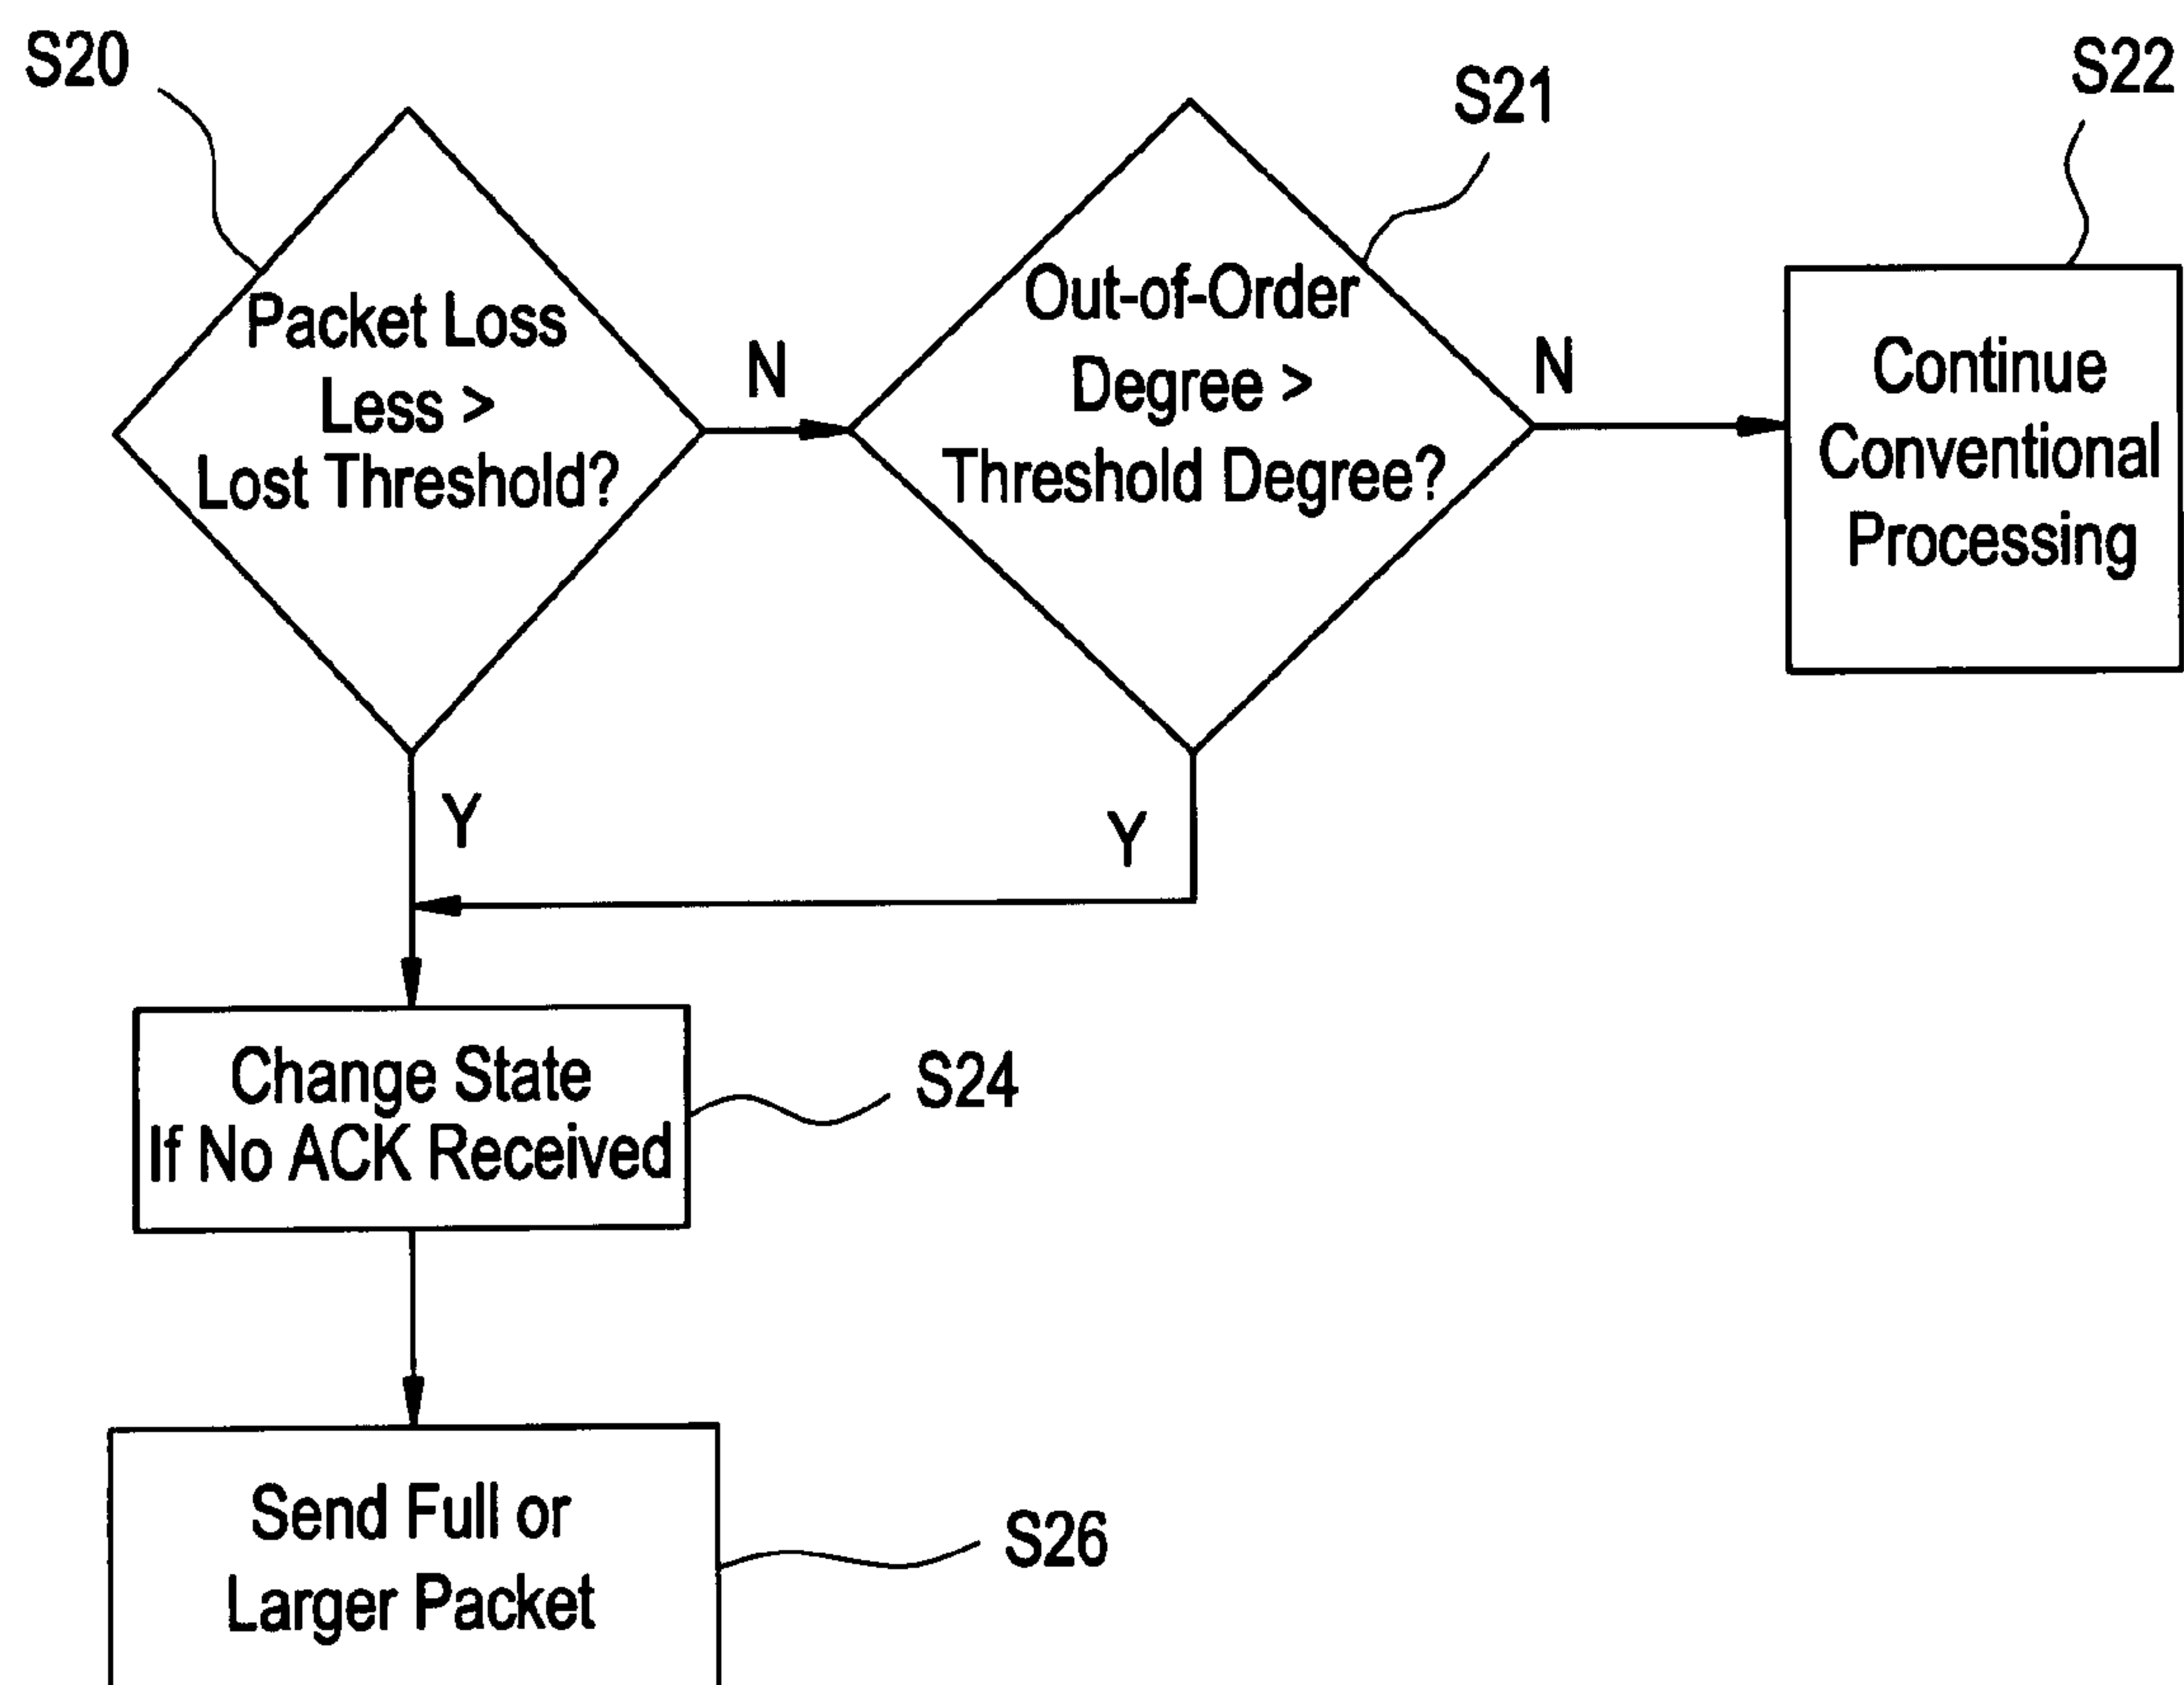 S20
S21
S22
Packet Loss
Less >
Lost Threshold?
N
Out-of-Order
Degree >
Threshold Degree?
N
Continue
Conventional
Processing
Y
Y
Change State
If No ACK Received
S24
Send Full or
Larger Packet
S26